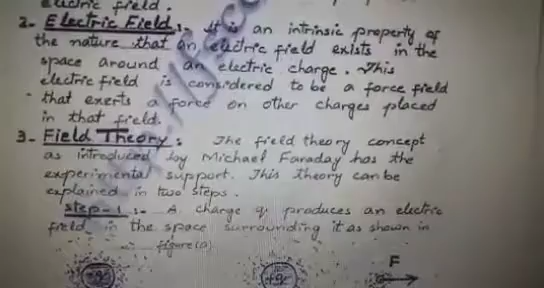 electric field.
2- Electric Field:- It is an intrinsic property of
the nature that an electric field exists in the
space around an electric charge. This
electric field is considered to be a force field
that exerts a force on other charges placed
in that field.
3- Field Theory: The field theory concept
as introduced by Michael Faraday has the
experimental support. This theory can be
explained in two steps.
Step-1:- A charge q produces an electric
field in the space surrounding it as shown in
figure (a)
F